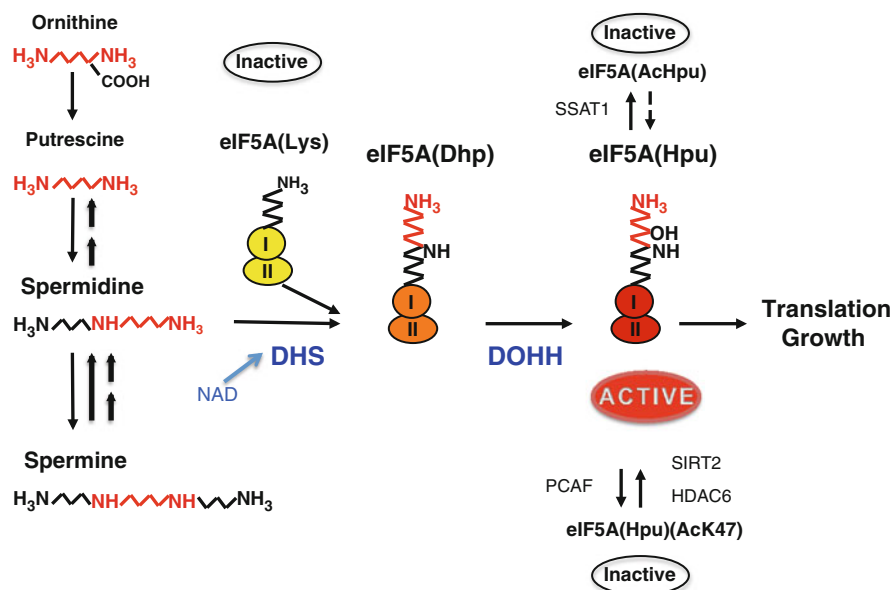 Ornithine
H3N NH3
COOH
Putrescine
H3N NH3
Spermidine
H3N NH NH3
Spermine
H3N NH NH NH3
Inactive
eIF5A(Lys)
NH3
I
II
DHS
NAD
eIF5A(Dhp)
NH3
NH
I
II
DOHH
Inactive
eIF5A(AcHpu)
SSAT1
eIF5A(Hpu)
NH3
OH
NH
I
II
ACTIVE
Translation
Growth
PCAF
SIRT2
HDAC6
eIF5A(Hpu)(AcK47)
Inactive